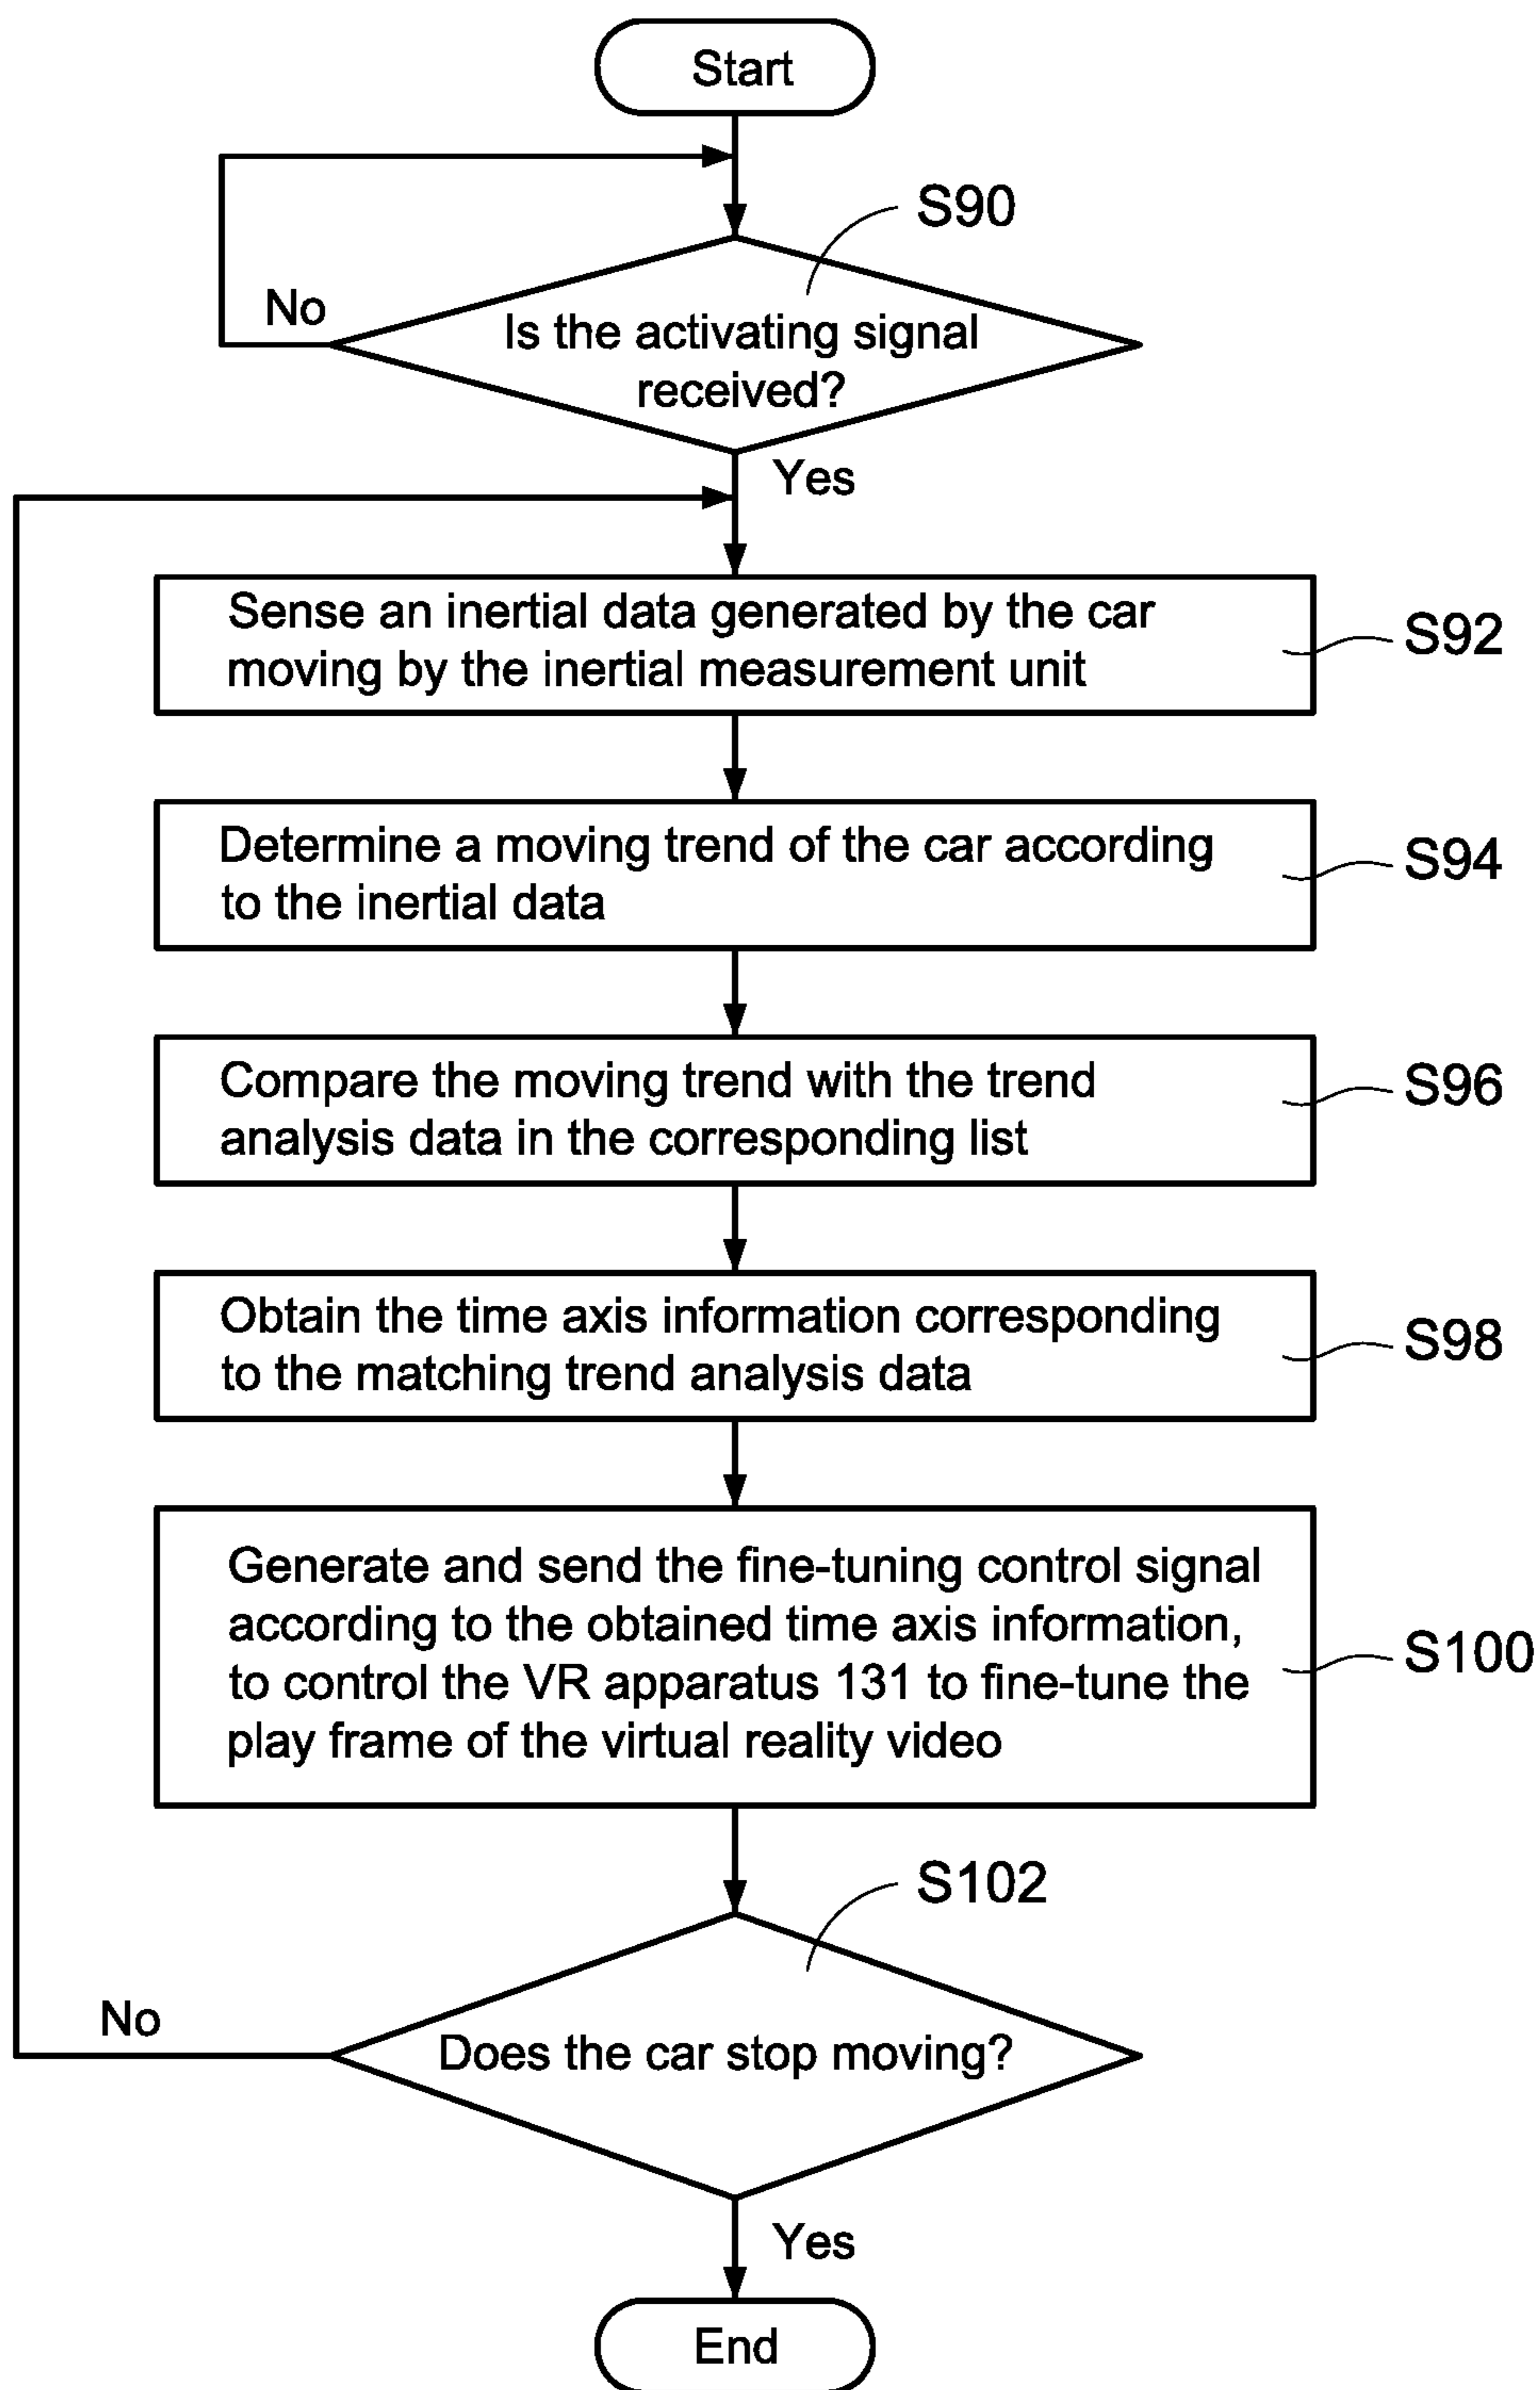 Start
S90
No
Is the activating signal
received?
Yes
Sense an inertial data generated by the car
moving by the inertial measurement unit
S92
Determine a moving trend of the car according
to the inertial data
S94
Compare the moving trend with the trend
analysis data in the corresponding list
S96
Obtain the time axis information corresponding
to the matching trend analysis data
S98
Generate and send the fine-tuning control signal
according to the obtained time axis information,
to control the VR apparatus 131 to fine-tune the
play frame of the virtual reality video
S100
S102
No
Does the car stop moving?
Yes
End